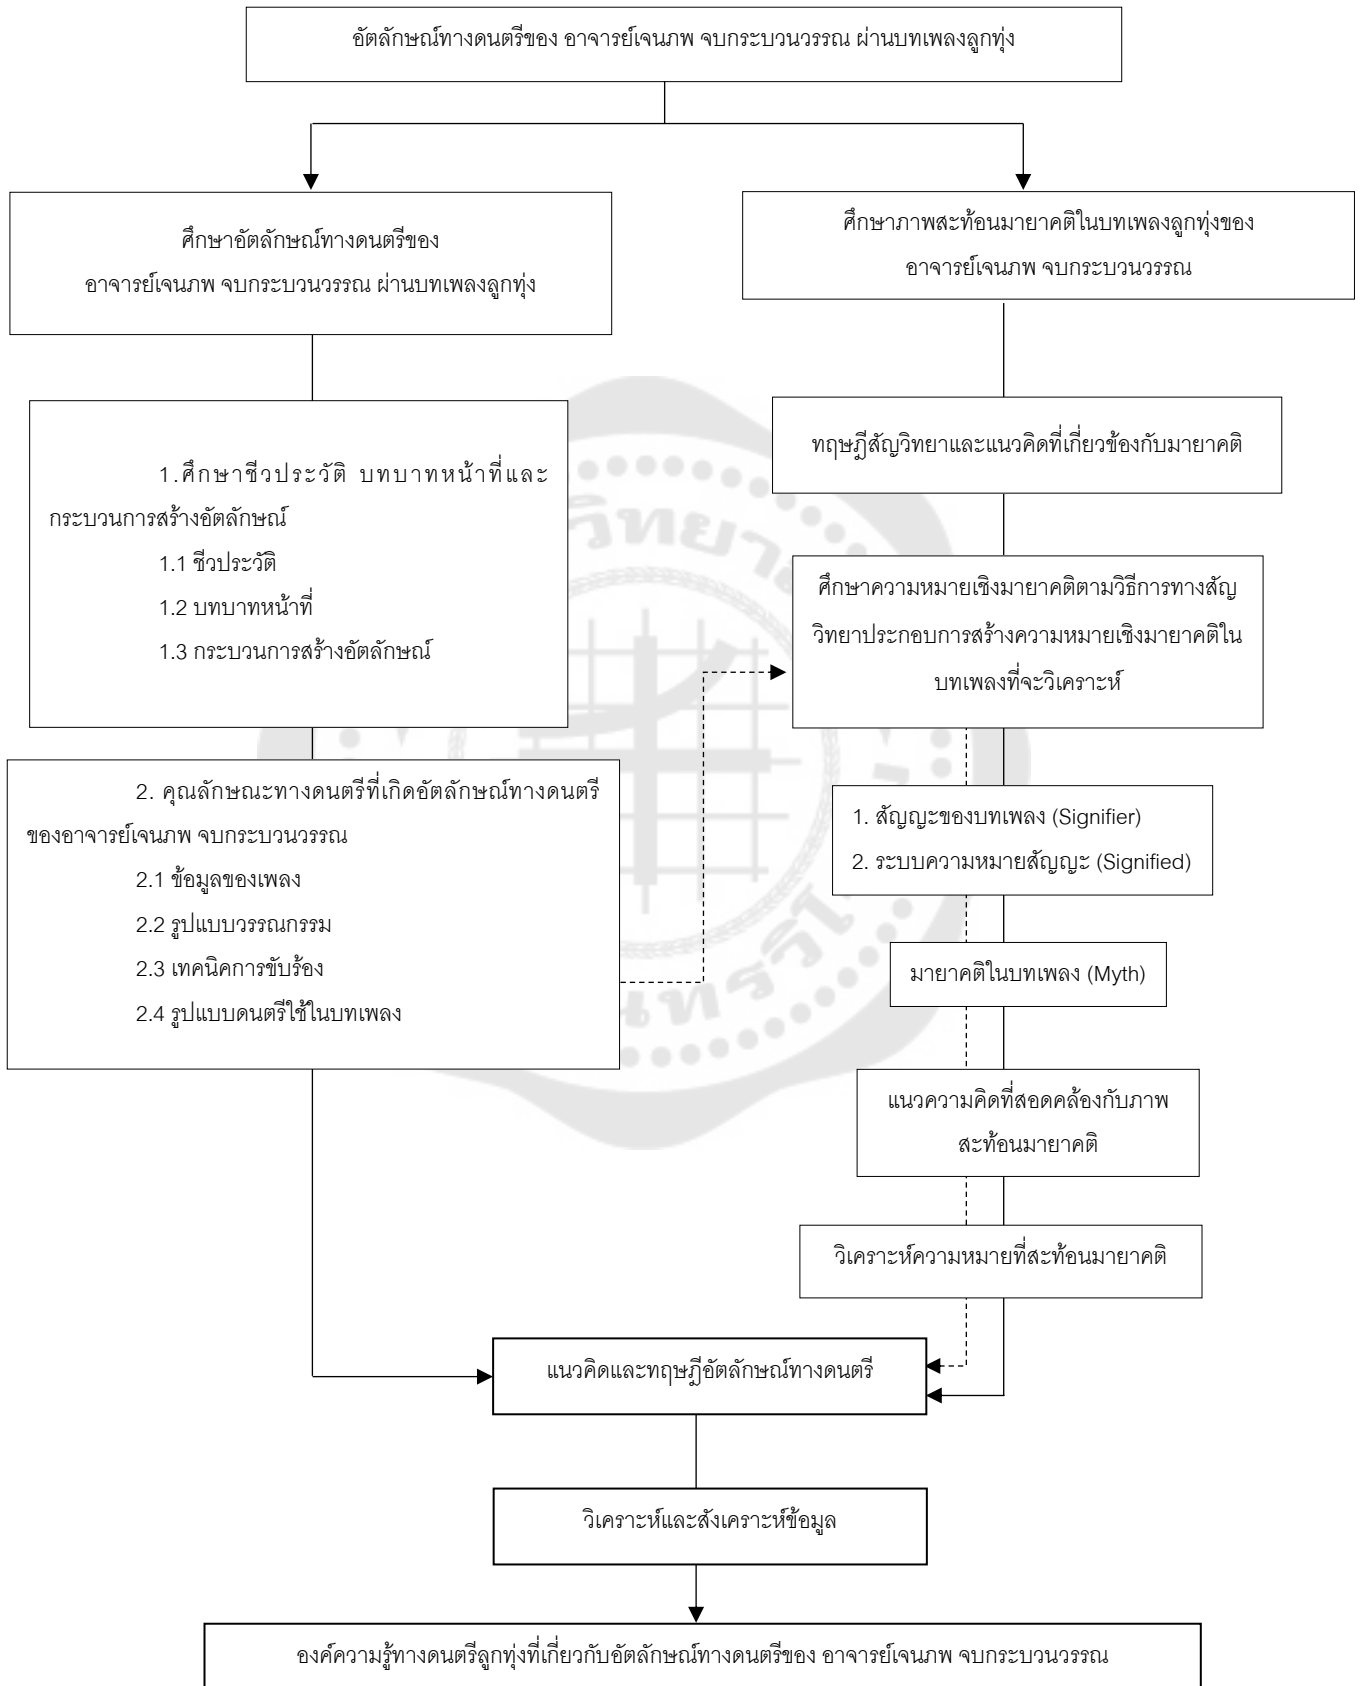 อัตลักษณ์ทางดนตรีของ อาจารย์เจนภพ จบกระบวนวรรณ ผ่านบทเพลงลูกทุ่ง
ศึกษาอัตลักษณ์ทางดนตรีของ
อาจารย์เจนภพ จบกระบวนวรรณ ผ่านบทเพลงลูกทุ่ง
ศึกษาภาพสะท้อนมายาคติในบทเพลงลูกทุ่งของ
อาจารย์เจนภพ จบกระบวนวรรณ
1.ศึกษาชีวประวัติ บทบาทหน้าที่และ
กระบวนการสร้างอัตลักษณ์
1.1 ชีวประวัติ
1.2 บทบาทหน้าที่
1.3 กระบวนการสร้างอัตลักษณ์
2. คุณลักษณะทางดนตรีที่เกิดอัตลักษณ์ทางดนตรี
ของอาจารย์เจนภพ จบกระบวนวรรณ
2.1 ข้อมูลของเพลง
2.2 รูปแบบวรรณกรรม
2.3 เทคนิคการขับร้อง
2.4 รูปแบบดนตรีใช้ในบทเพลง
ทฤษฎีสัญวิทยาและแนวคิดที่เกี่ยวข้องกับมายาคติ
ศึกษาความหมายเชิงมายาคติตามวิธีการทางสัญ
วิทยาประกอบการสร้างความหมายเชิงมายาคติใน
บทเพลงที่จะวิเคราะห์
1. สัญญะของบทเพลง (Signifier)
2. ระบบความหมายสัญญะ (Signified)
มายาคติในบทเพลง (Myth)
แนวความคิดที่สอดคล้องกับภาพ
สะท้อนมายาคติ
วิเคราะห์ความหมายที่สะท้อนมายาคติ
แนวคิดและทฤษฎีอัตลักษณ์ทางดนตรี
วิเคราะห์และสังเคราะห์ข้อมูล
องค์ความรู้ทางดนตรีลูกทุ่งที่เกี่ยวกับอัตลักษณ์ทางดนตรีของ อาจารย์เจนภพ จบกระบวนวรรณ